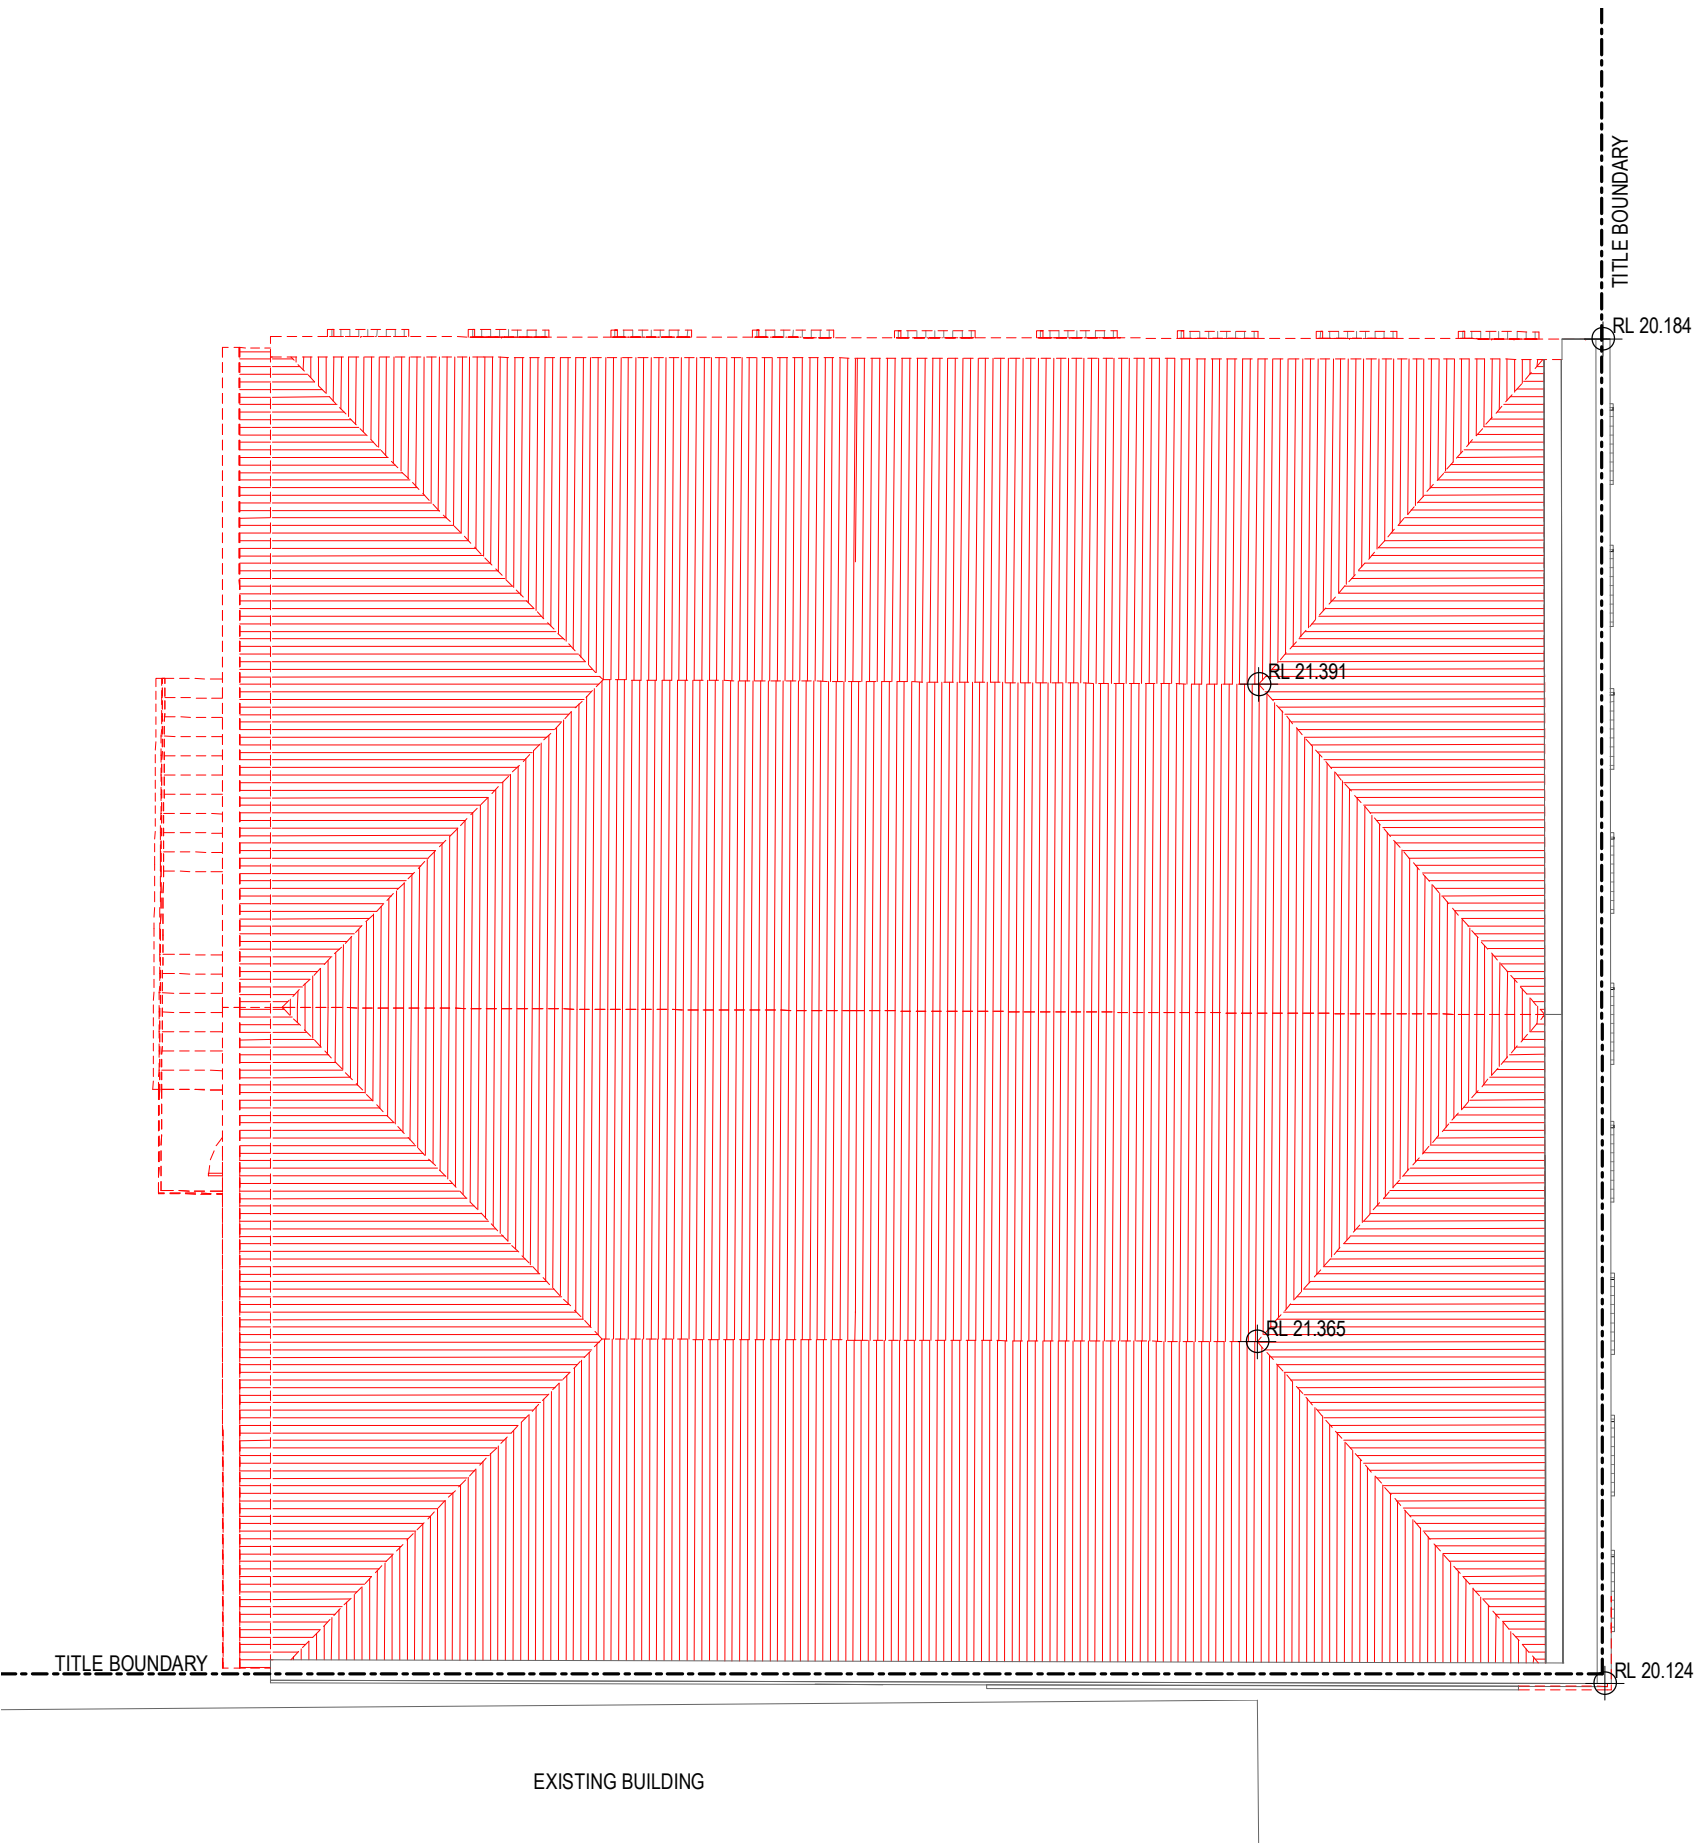 TITLE BOUNDARY
RL 20.184
RL 21.391
RL 21.365
TITLE BOUNDARY
RL 20.124
EXISTING BUILDING